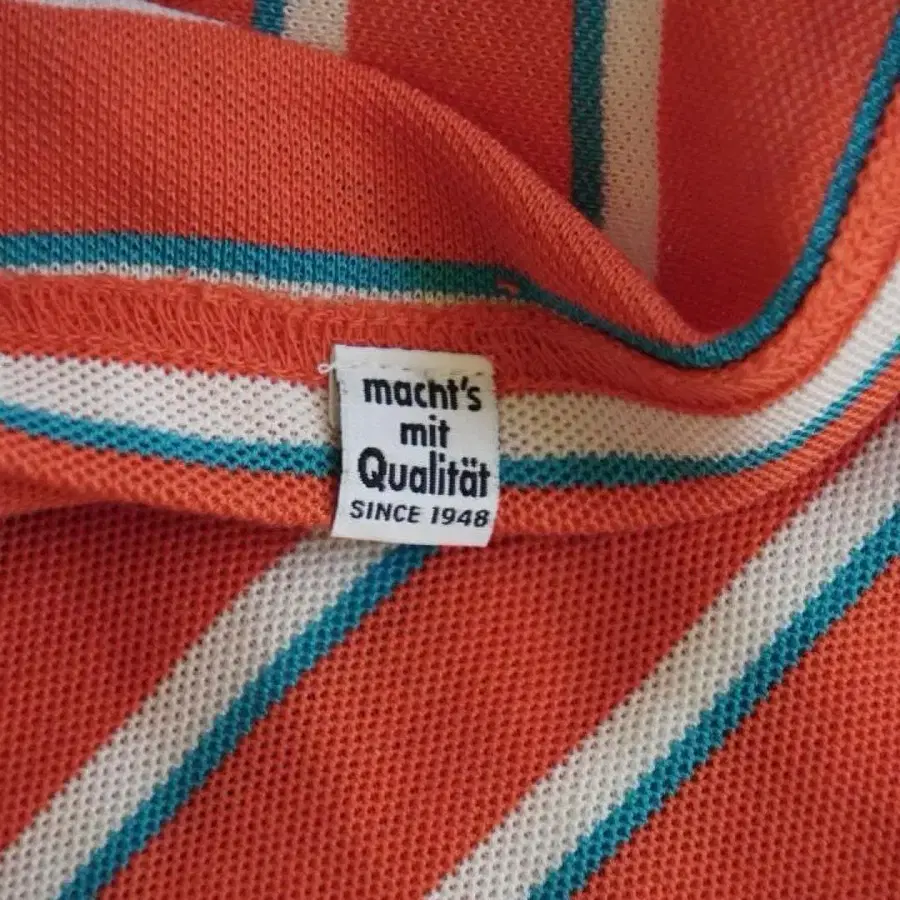 macht's
mit
Qualität
SINCE 1948